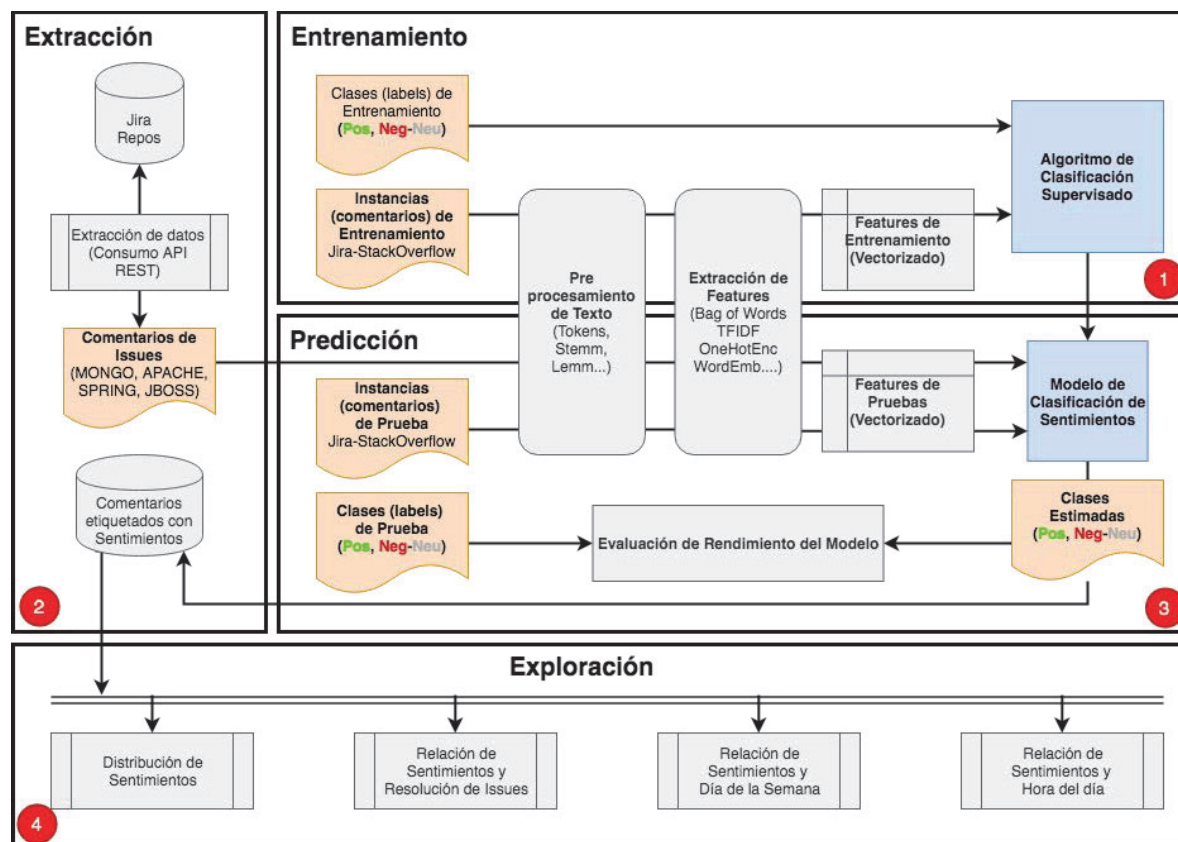 Extracción
Jira
Repos
Extracción de datos
(Consumo API
REST)
Comentarios de
Issues
(MONGO, APACHE,
SPRING, JBOSS)
Comentarios
etiquetados con
Sentimientos
2
Entrenamiento
Clases (labels) de
Entrenamiento
(Pos, Neg-Neu)
Instancias
(comentarios) de
Entrenamiento
Jira-StackOverflow
Pre
procesamiento
de Texto
(Tokens,
Stemm,
Lemm...)
Extracción de
Features
(Bag of Words
TFIDF
OneHotEnc
WordEmb....)
Features de
Entrenamiento
(Vectorizado)
Algoritmo de
Clasificación
Supervisado
1
Predicción
Instancias
(comentarios)
de Prueba
Jira-StackOverflow
Features de
Pruebas
(Vectorizado)
Modelo de
Clasificación de
Sentimientos
Clases (labels)
de Prueba
(Pos, Neg-Neu)
Evaluación de Rendimiento del Modelo
Clases
Estimadas
(Pos, Neg-Neu)
3
Exploración
Distribución de
Sentimientos
Relación de
Sentimientos y
Resolución de Issues
Relación de
Sentimientos y
Día de la Semana
Relación de
Sentimientos y
Hora del día
4